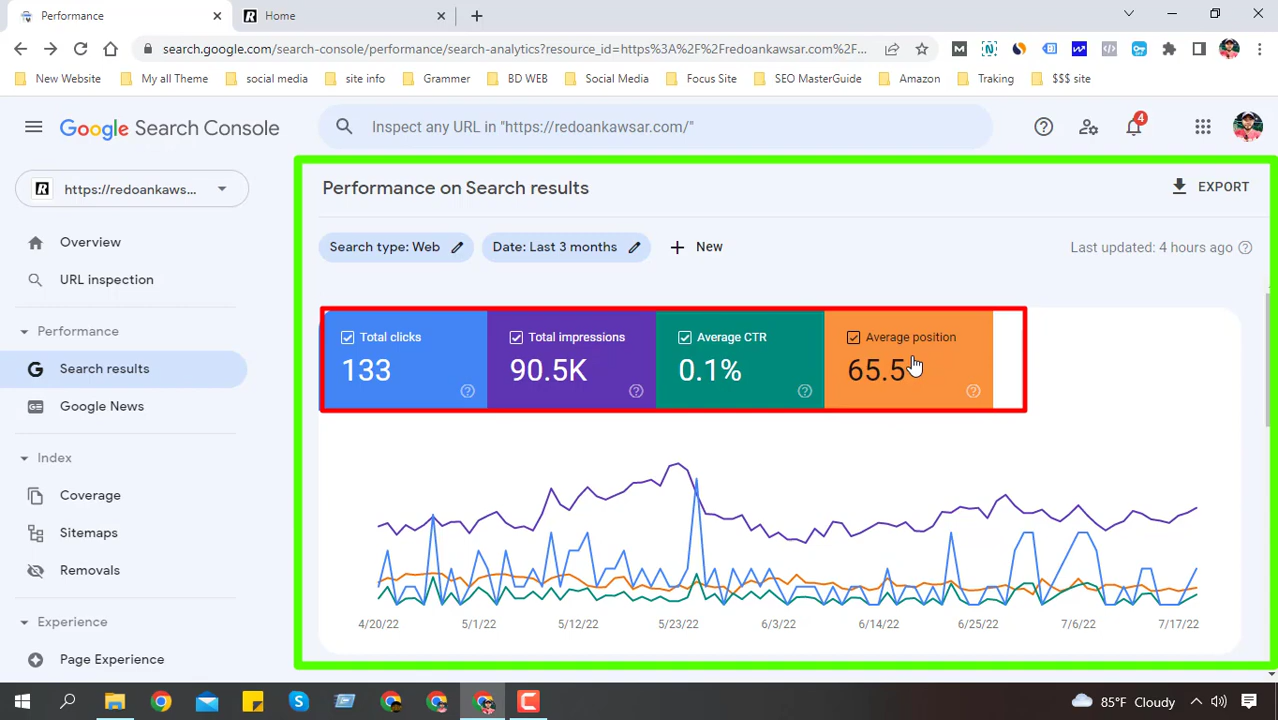 Performance
Home
search.google.com/search-console/performance/search-analytics?resource_id=https%3A%2F%2Fredoankawsar.com%2F...
New Website
My all Theme
social media
site info
Grammer
BD WEB
Social Media
Focus Site
SEO MasterGuide
Amazon
Traking
$$$ site
Google Search Console
Inspect any URL in "https://redoankawsar.com/"
4
https://redoankaws...
Performance on Search results
EXPORT
Overview
Search type: Web
Date: Last 3 months
New
Last updated: 4 hours ago
URL inspection
Performance
Search results
Google News
Total clicks
133
Total impressions
90.5K
Average CTR
0.1%
Average position
65.5
Index
Coverage
Sitemaps
Removals
Experience
Page Experience
4/20/22
5/1/22
5/12/22
5/23/22
6/3/22
6/14/22
6/25/22
7/6/22
7/17/22
85°F Cloudy